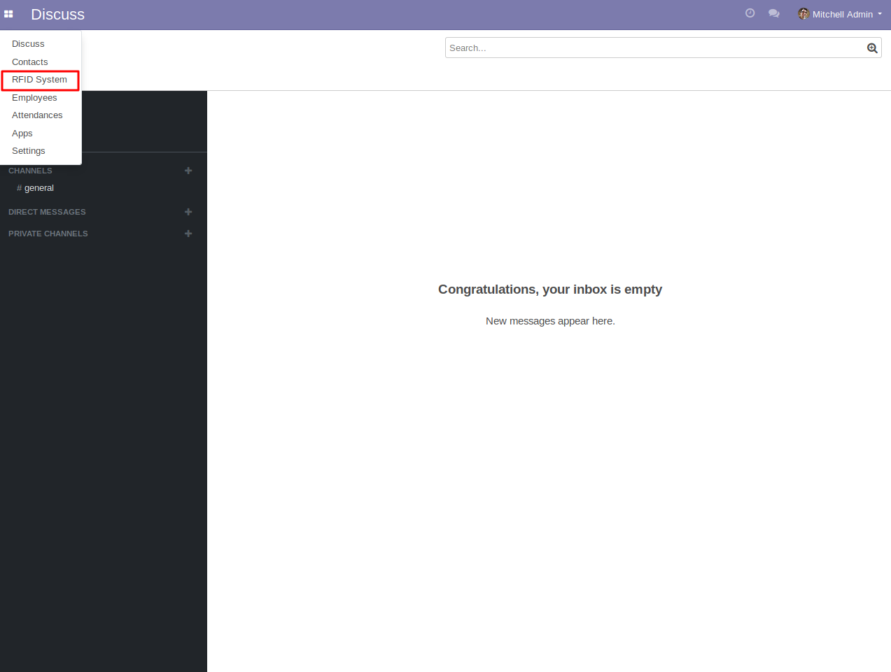 Discuss
Mitchell Admin
Discuss
Contacts
RFID System
Employees
Attendances
Apps
Settings
Search...
CHANNELS
# general
DIRECT MESSAGES
PRIVATE CHANNELS
Congratulations, your inbox is empty
New messages appear here.